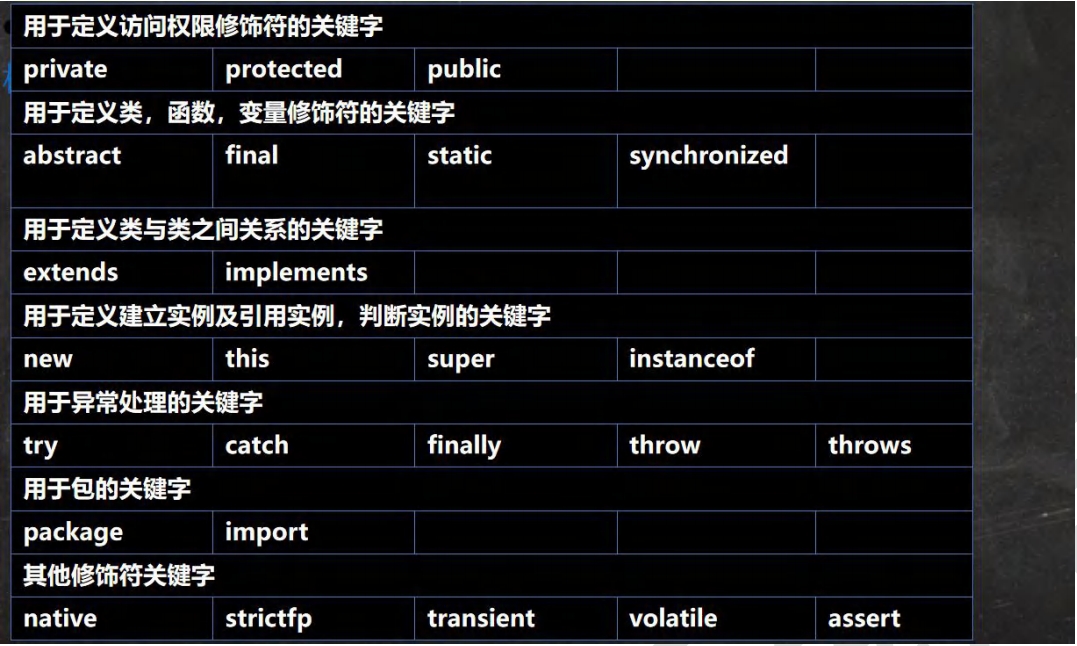 用于定义访问权限修饰符的关键字
private protected public
用于定义类，函数，变量修饰符的关键字
abstract final static synchronized
用于定义类与类之间关系的关键字
extends implements
用于定义建立实例及引用实例，判断实例的关键字
new this super instanceof
用于异常处理的关键字
try catch finally throw throws
用于包的关键字
package import
其他修饰符关键字
native strictfp transient volatile assert